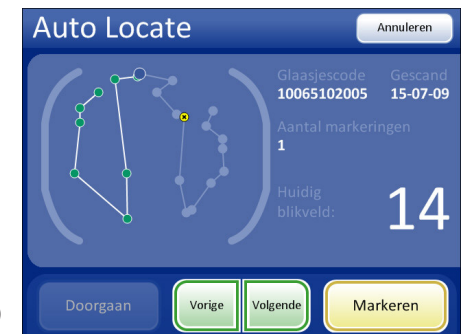 Auto Locate
Annuleren
Glaasjescode Gescand
10065102005 15-07-09
Aantal markeringen
1
Huidig
blikveld: 14
Doorgaan Vorige Volgende Markeren